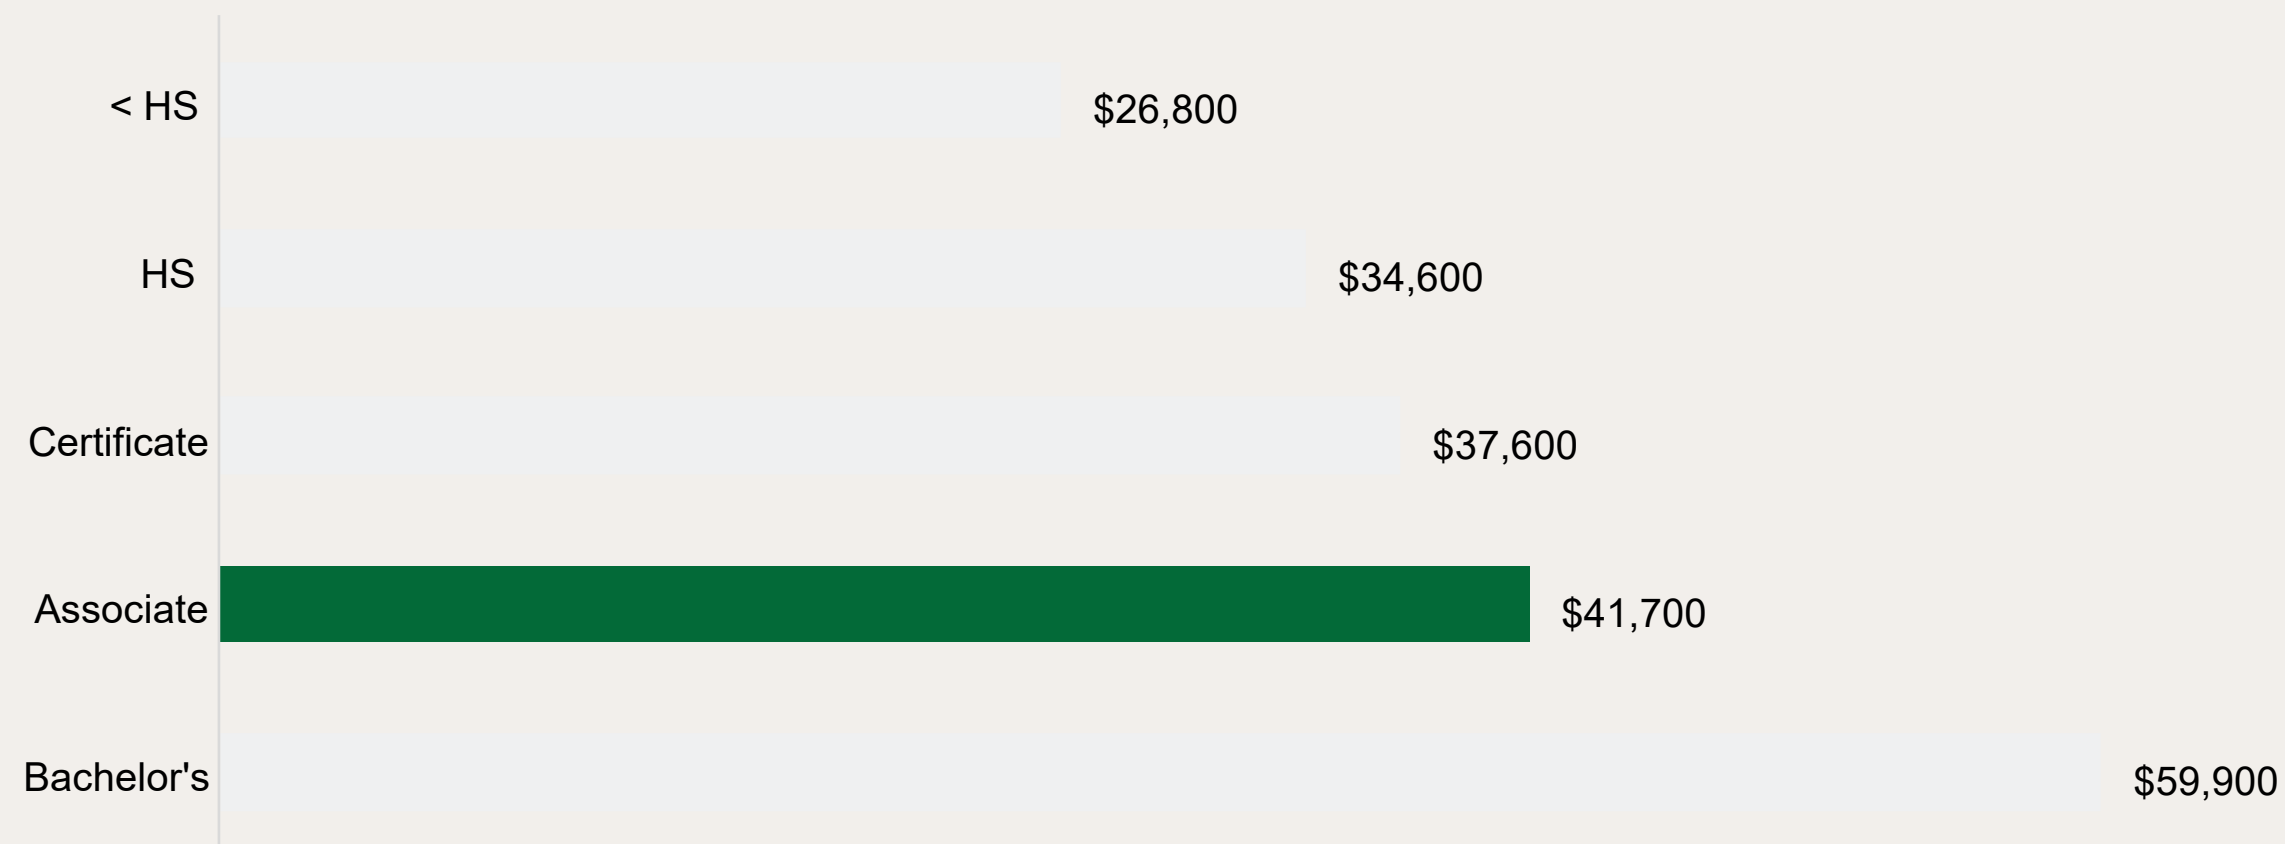 < HS
$26,800
HS
$34,600
Certificate
$37,600
Associate
$41,700
Bachelor's
$59,900